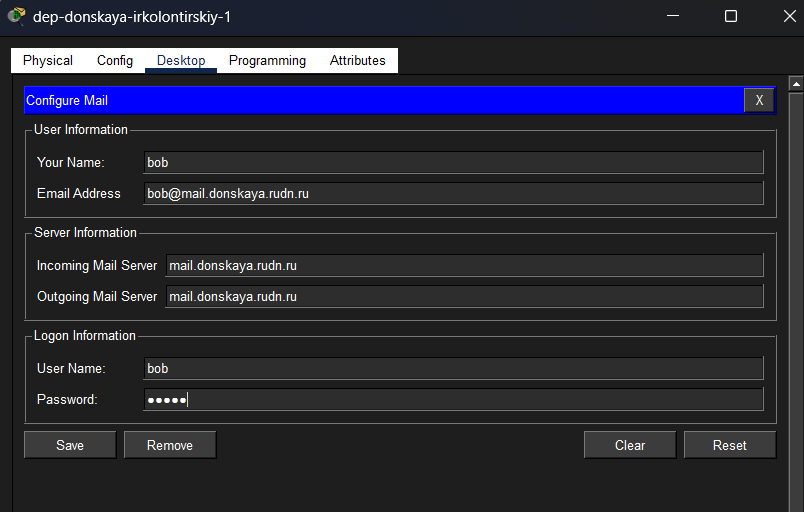 dep-donskaya-irkolontirskiy-1
Physical Config Desktop Programming Attributes
Configure Mail X
User Information
Your Name: bob
Email Address bob@mail.donskaya.rudn.ru
Server Information
Incoming Mail Server mail.donskaya.rudn.ru
Outgoing Mail Server mail.donskaya.rudn.ru
Logon Information
User Name: bob
Password: •••••
Save Remove Clear Reset